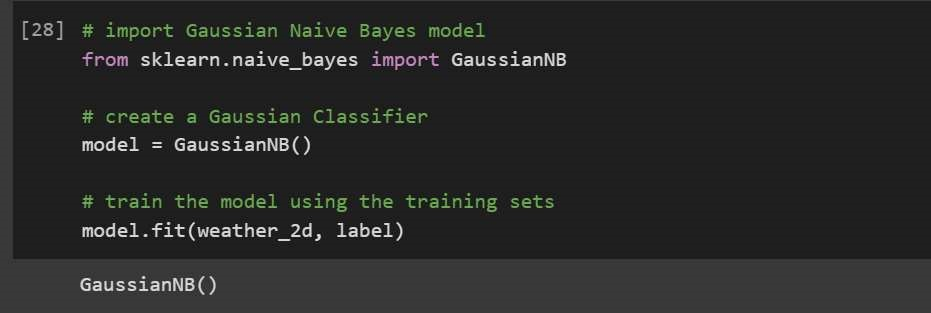 [28] # import Gaussian Naive Bayes model
from sklearn.naive_bayes import GaussianNB
# create a Gaussian Classifier
model = GaussianNB()
# train the model using the training sets
model.fit(weather_2d, label)
GaussianNB()